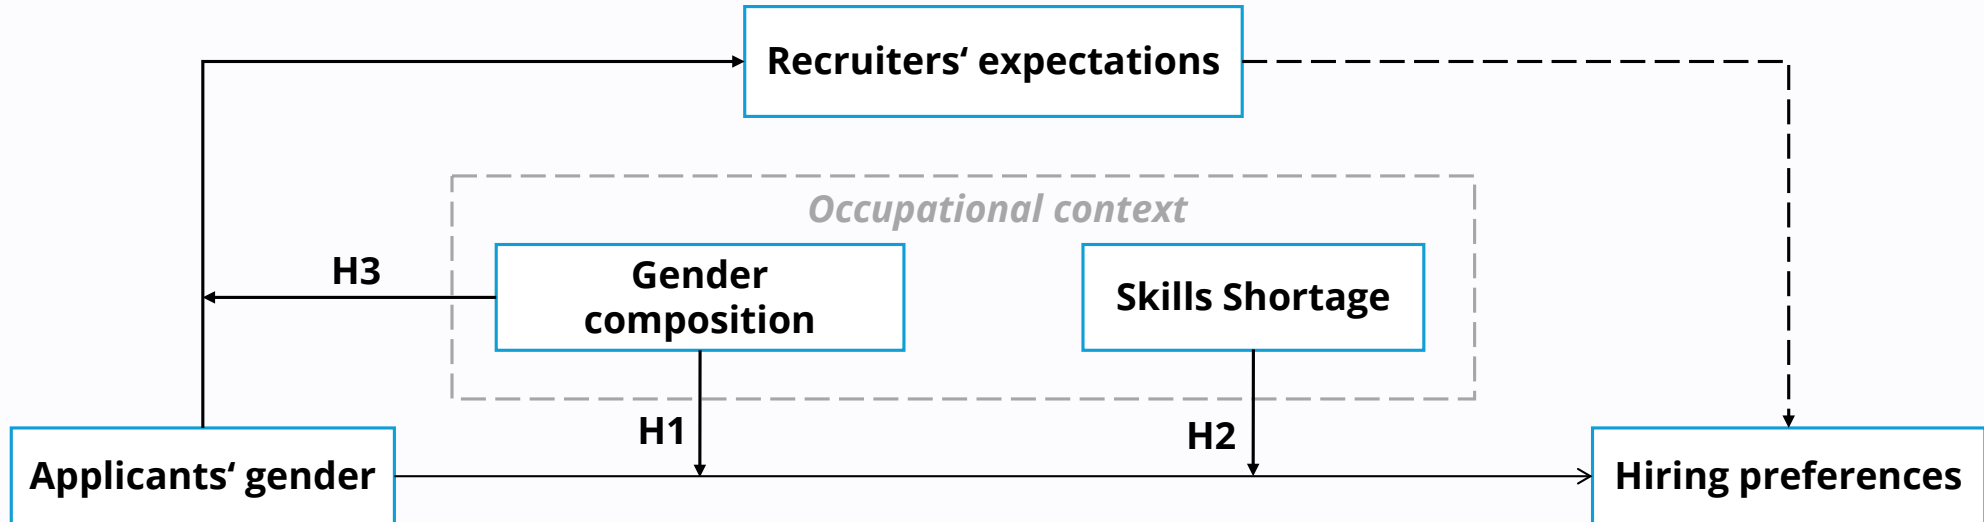 Recruiters‘ expectations
Occupational context
H3
Gender
composition
Skills Shortage
H1
H2
Applicants‘ gender
Hiring preferences